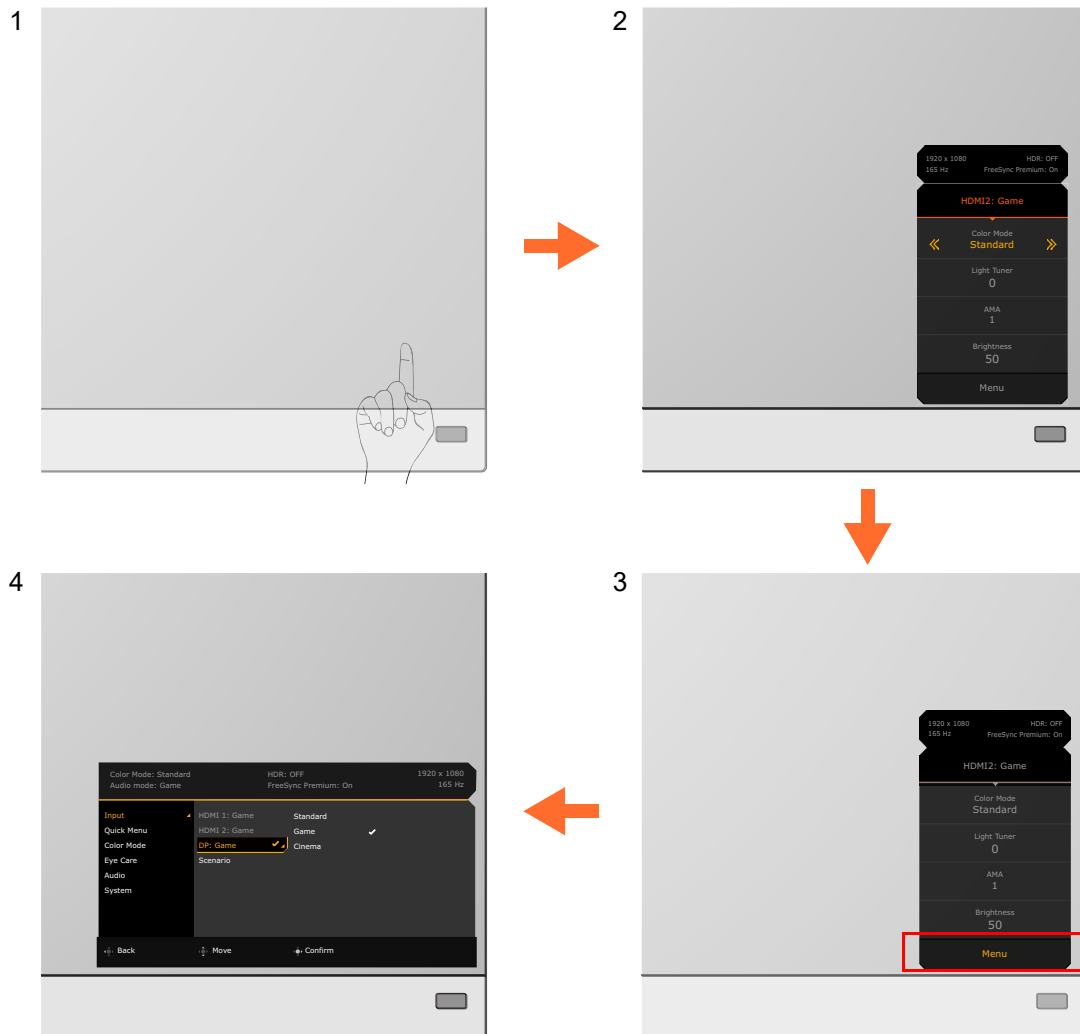 1
2
1920 x 1080 HDR: OFF
165 Hz FreeSync Premium: On
HDMI2: Game
Color Mode
Standard
Light Tuner
0
AMA
1
Brightness
50
Menu
3
1920 x 1080 HDR: OFF
165 Hz FreeSync Premium: On
HDMI2: Game
Color Mode
Standard
Light Tuner
0
AMA
1
Brightness
50
Menu
4
Color Mode: Standard HDR: OFF 1920 x 1080
Audio mode: Game FreeSync Premium: On 165 Hz
Input HDMI 1: Game Standard
Quick Menu HDMI 2: Game Game
Color Mode DP: Game Cinema
Eye Care Scenario
Audio
System
Back Move Confirm